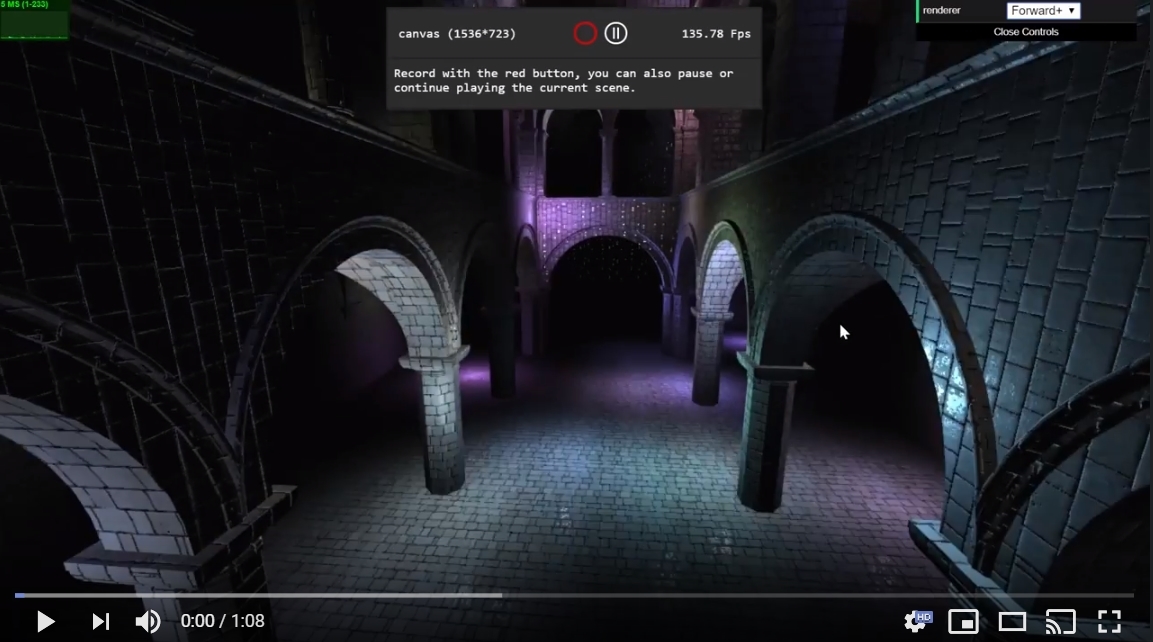 5 MS (1-233)
canvas (1536*723)
135.78 Fps
Record with the red button, you can also pause or
continue playing the current scene.
renderer
Forward+
Close Controls
0:00 / 1:08
HD